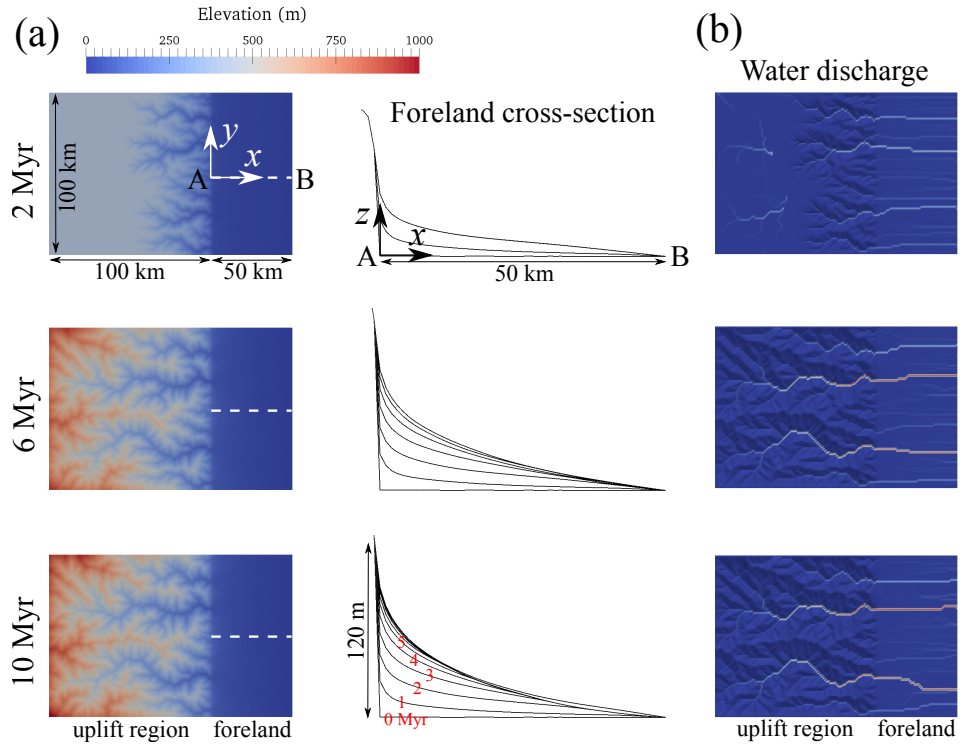 (a)
Elevation (m)
0 250 500 750 1000
(b)
Water discharge
Foreland cross-section
2 Myr
100 km
y
x
A
B
100 km
50 km
z
x
A
B
50 km
6 Myr
10 Myr
120 m
5
4
3
2
1
0 Myr
uplift region
foreland
uplift region
foreland